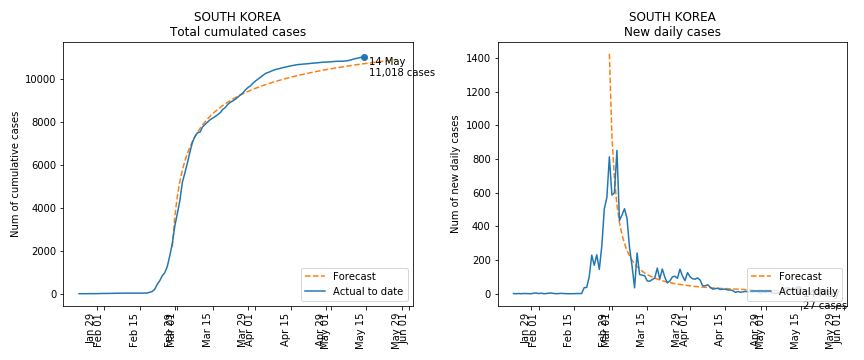 SOUTH KOREA
Total cumulated cases
Num of cumulative cases
10000
8000
6000
4000
2000
0
14 May
11,018 cases
Forecast
Actual to date
Jan 29
Feb 01
Feb 15
Feb 29
Mar 01
Mar 15
Mar 29
Apr 01
Apr 15
Apr 29
May 01
May 15
May 29
Jun 01
SOUTH KOREA
New daily cases
Num of new daily cases
1400
1200
1000
800
600
400
200
0
Forecast
Actual daily
27 cases
Jan 29
Feb 01
Feb 15
Feb 29
Mar 01
Mar 15
Mar 29
Apr 01
Apr 15
Apr 29
May 01
May 15
May 29
Jun 01